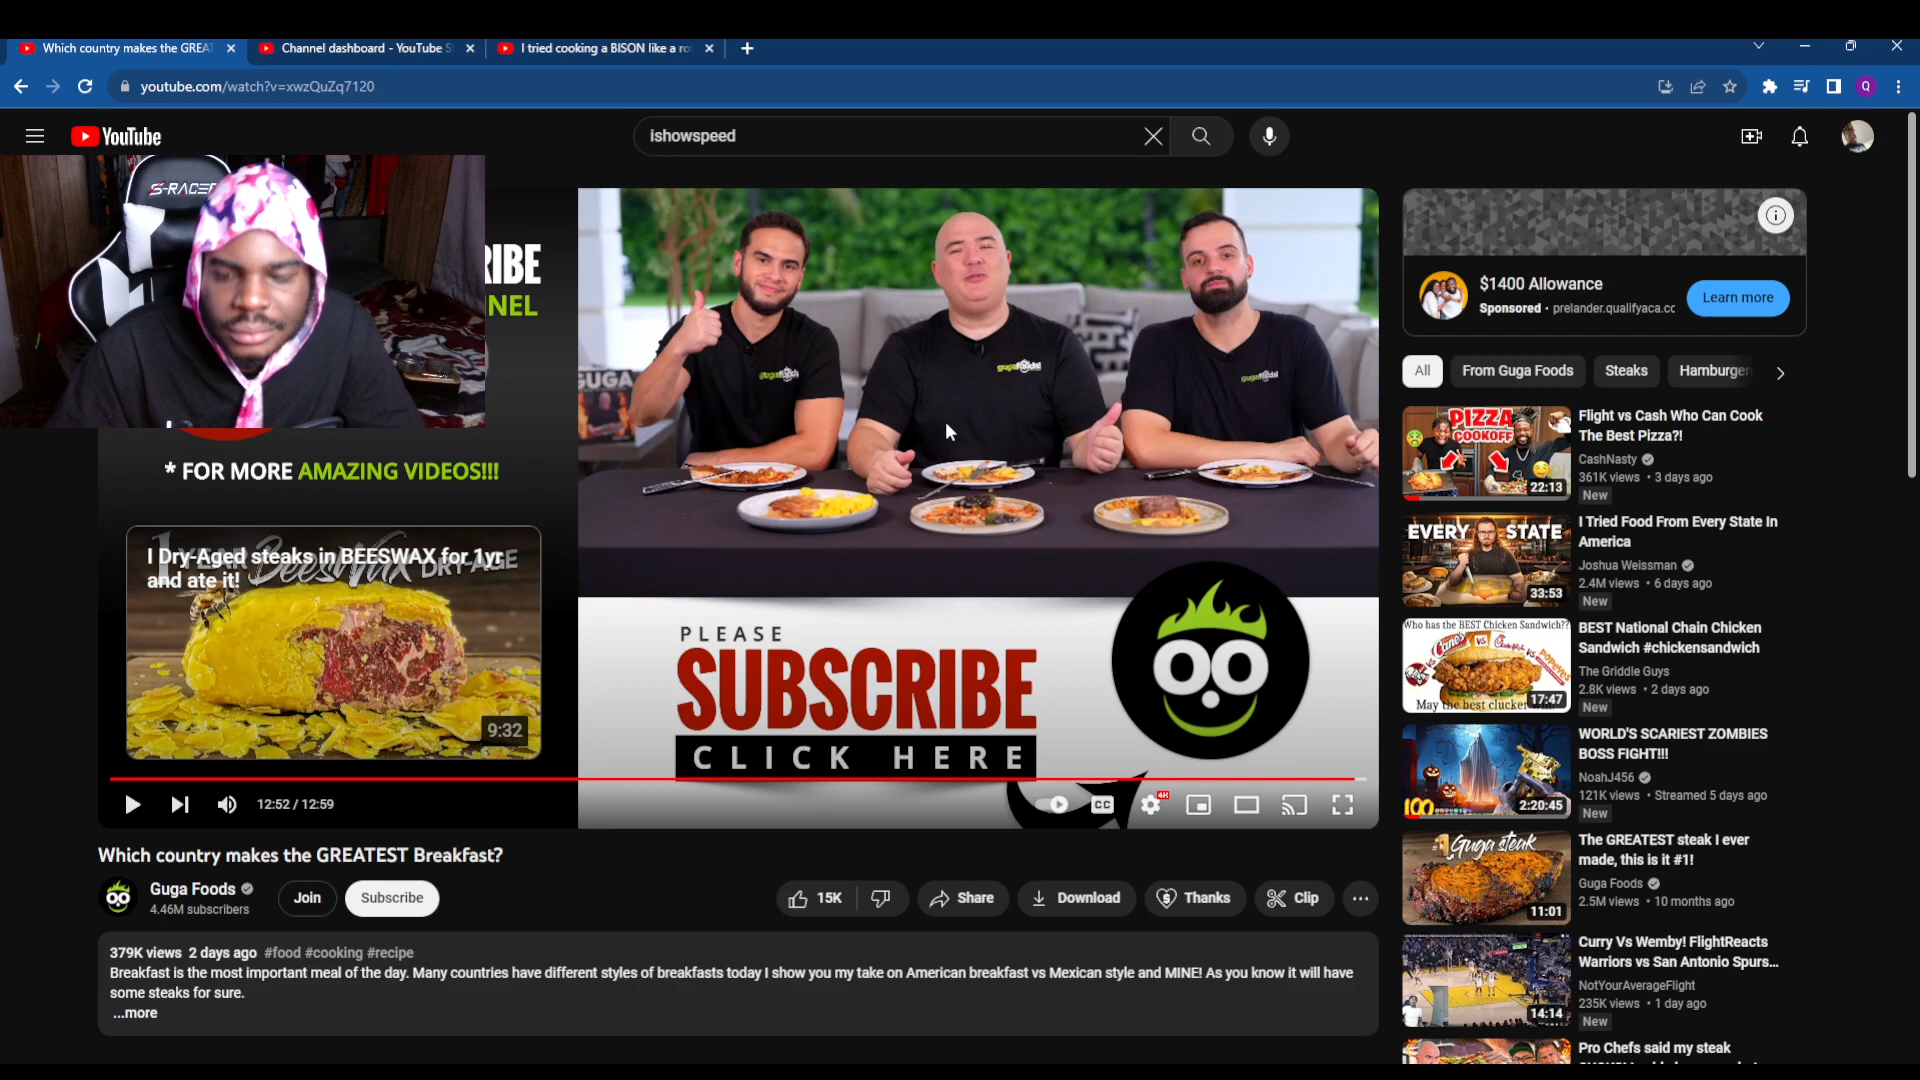 Which country makes the GREAT
Channel dashboard - YouTube S
I tried cooking a BISON like a ro
youtube.com/watch?v=xwzQuZq7120
Q
YouTube
ishowspeed
S-RACER
RIBE
NEL
* FOR MORE AMAZING VIDEOS!!!
I Dry-Aged steaks in BEESWAX for 1yr
and ate it!
9:32
GUGA
gugafoods!
gugafoods!
gugafoods!
PLEASE
SUBSCRIBE
CLICK HERE
12:52 / 12:59
CC
4K
Which country makes the GREATEST Breakfast?
Guga Foods
4.46M subscribers
Join
Subscribe
15K
Share
Download
Thanks
Clip
379K views 2 days ago #food #cooking #recipe
Breakfast is the most important meal of the day. Many countries have different styles of breakfasts today I show you my take on American breakfast vs Mexican style and MINE! As you know it will have
some steaks for sure.
...more
$1400 Allowance
Sponsored · prelander.qualifyaca.cc
Learn more
All
From Guga Foods
Steaks
Hamburger
PIZZA
COOKOFF
22:13
Flight vs Cash Who Can Cook
The Best Pizza?!
CashNasty
361K views • 3 days ago
New
EVERY STATE
33:53
I Tried Food From Every State In
America
Joshua Weissman
2.4M views • 6 days ago
New
Who has the BEST Chicken Sandwich??
VS
VS
Popeyes
May the best clucker
17:47
BEST National Chain Chicken
Sandwich #chickensandwich
The Griddle Guys
2.8K views • 2 days ago
New
100
2:20:45
WORLD'S SCARIEST ZOMBIES
BOSS FIGHT!!!
NoahJ456
121K views • Streamed 5 days ago
New
#1 Guga steak
11:01
The GREATEST steak I ever
made, this is it #1!
Guga Foods
2.5M views • 10 months ago
14:14
Curry Vs Wemby! FlightReacts
Warriors vs San Antonio Spurs...
NotYourAverageFlight
235K views • 1 day ago
New
Pro Chefs said my steak